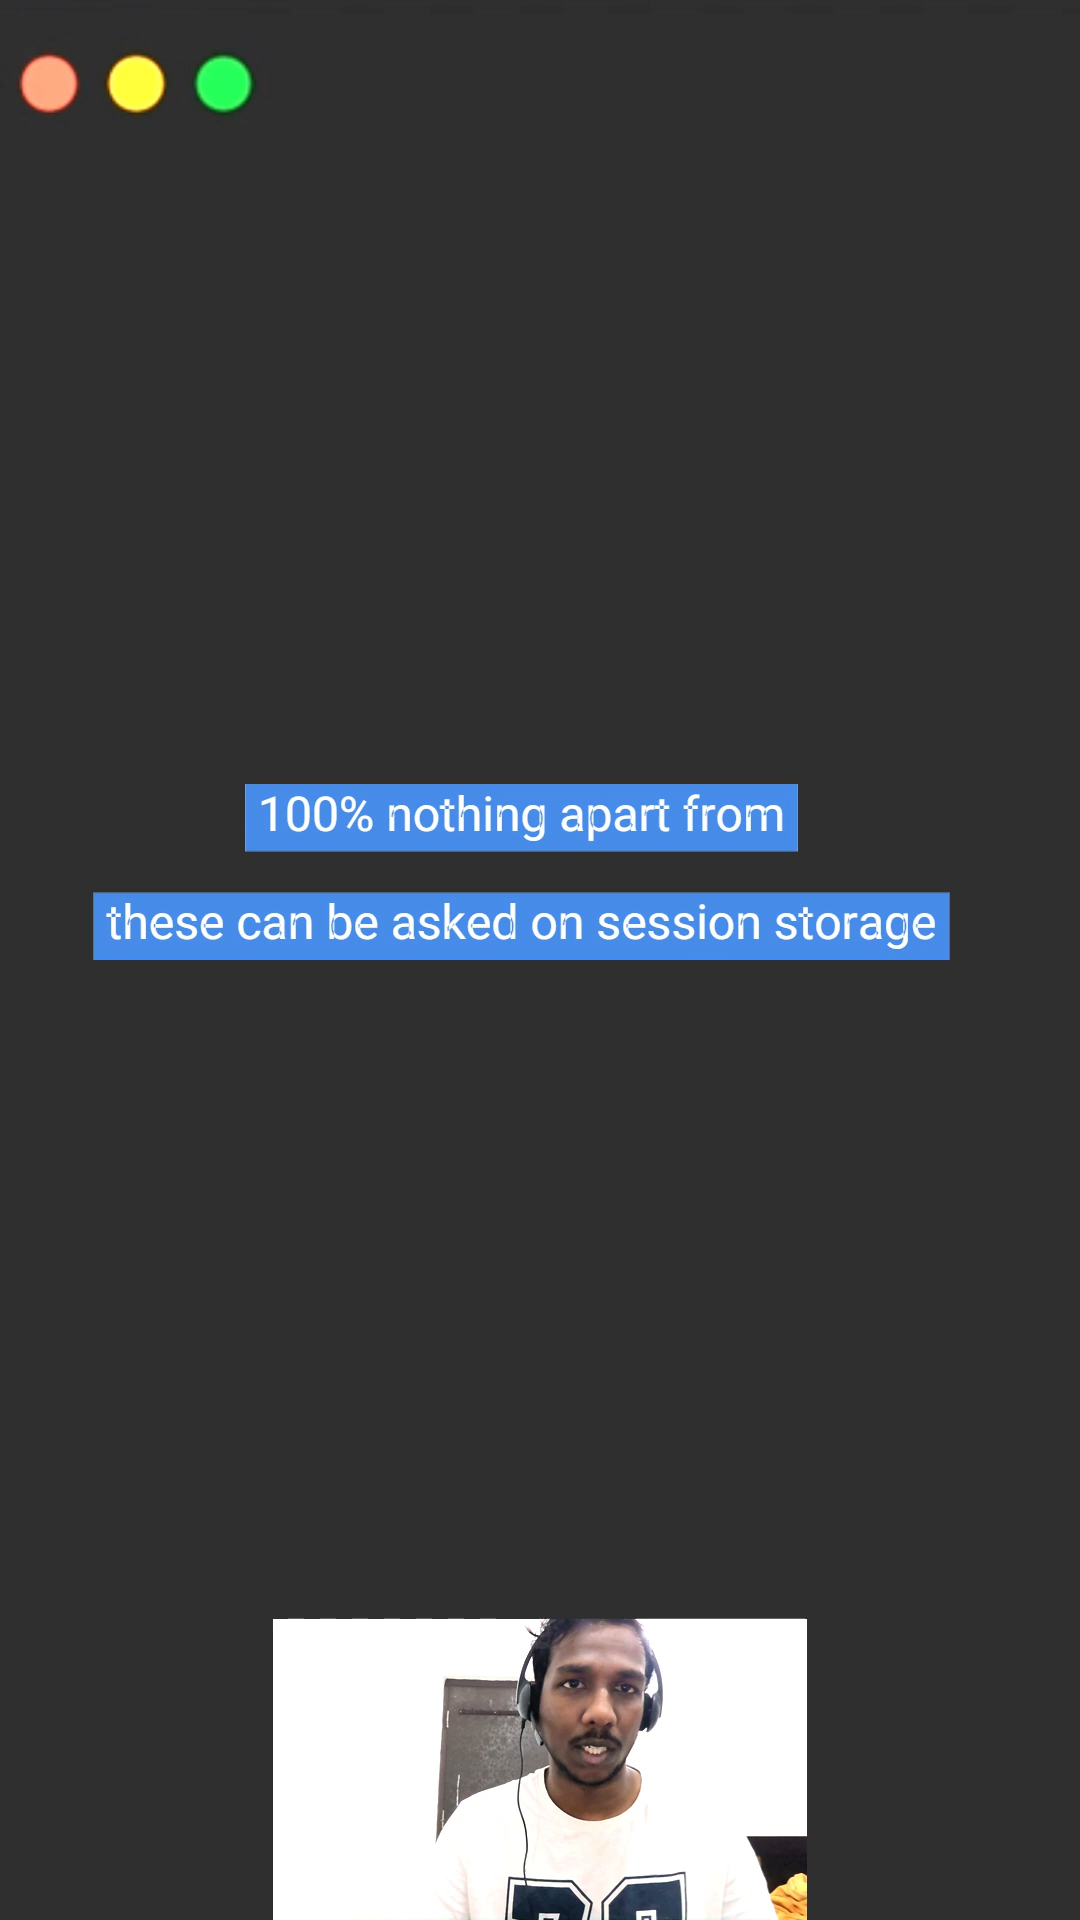 100% nothing apart from
these can be asked on session storage